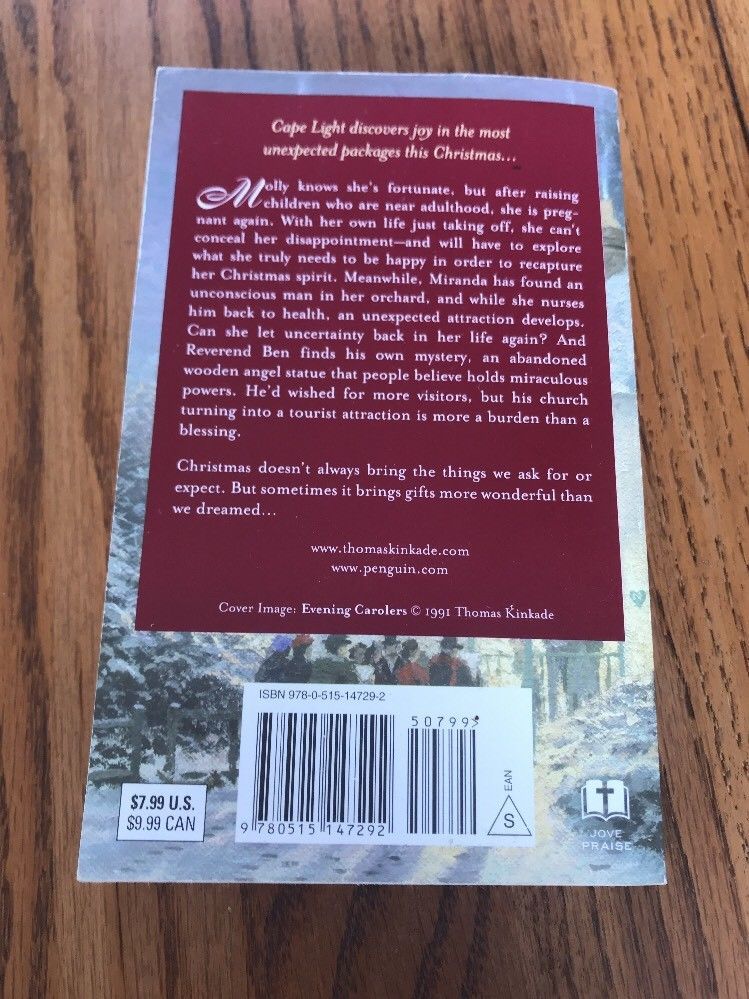 Cape Light discovers joy in the most
unexpected packages this Christmas...
Molly knows she's fortunate, but after raising
children who are near adulthood, she is preg-
nant again. With her own life just taking off, she can't
conceal her disappointment—and will have to explore
what she truly needs to be happy in order to recapture
her Christmas spirit. Meanwhile, Miranda has found an
unconscious man in her orchard, and while she nurses
him back to health, an unexpected attraction develops.
Can she let uncertainty back in her life again? And
Reverend Ben finds his own mystery, an abandoned
wooden angel statue that people believe holds miraculous
powers. He'd wished for more visitors, but his church
turning into a tourist attraction is more a burden than a
blessing.
Christmas doesn't always bring the things we ask for or
expect. But sometimes it brings gifts more wonderful than
we dreamed...
www.thomaskinkade.com
www.penguin.com
Cover Image: Evening Carolers © 1991 Thomas Kinkade
ISBN 978-0-515-14729-2
50799>
9 780515 147292
EAN
S
$7.99 U.S.
$9.99 CAN
JOVE
PRAISE